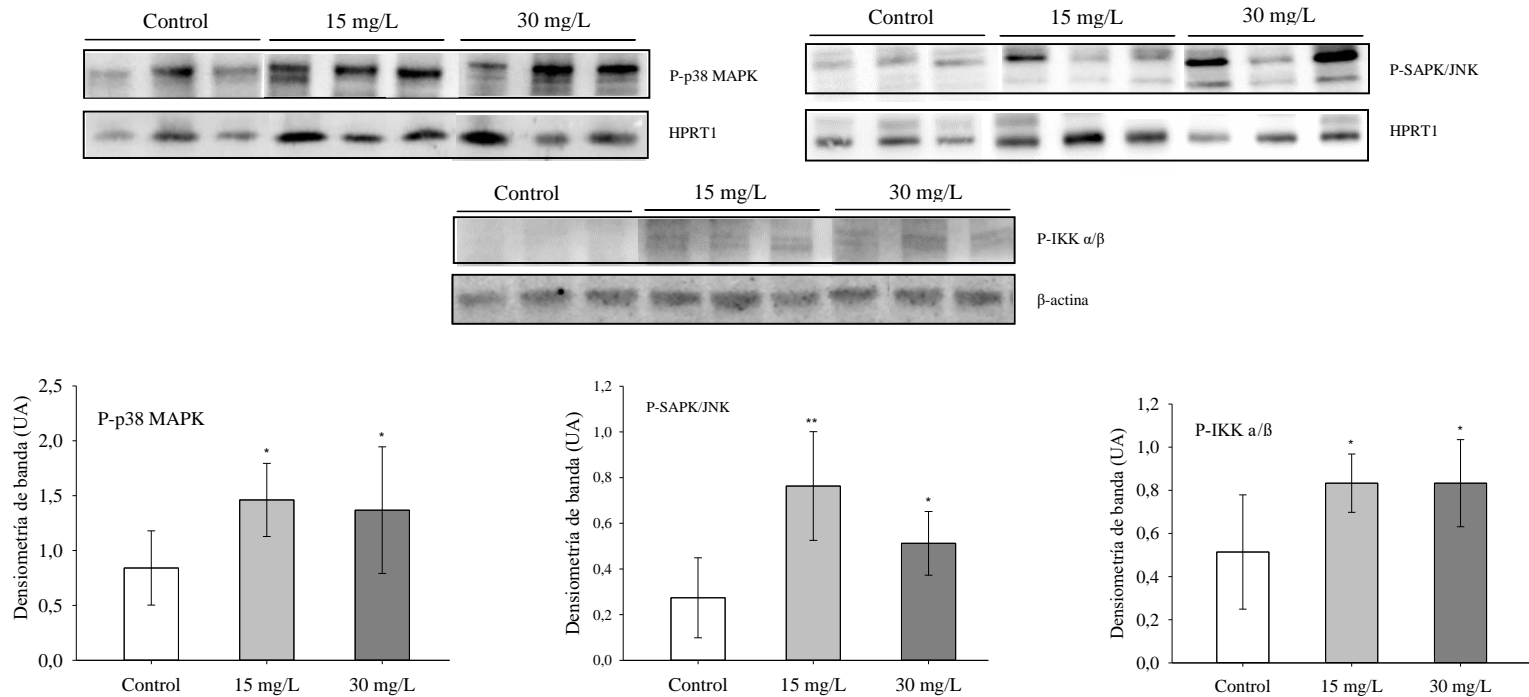 Control 15 mg/L 30 mg/L
P-p38 MAPK
HPRT1
Control 15 mg/L 30 mg/L
P-SAPK/JNK
HPRT1
Control 15 mg/L 30 mg/L
P-IKK α/β
β-actina
Densiometría de banda (UA)
2,5
2,0
1,5
1,0
0,5
0,0
P-p38 MAPK
* *
Control 15 mg/L 30 mg/L
Densiometría de banda (UA)
1,2
1,0
0,8
0,6
0,4
0,2
0,0
P-SAPK/JNK
** *
Control 15 mg/L 30 mg/L
Densiometría de banda (UA)
1,2
1,0
0,8
0,6
0,4
0,2
0,0
P-IKK a/ß
* *
Control 15 mg/L 30 mg/L